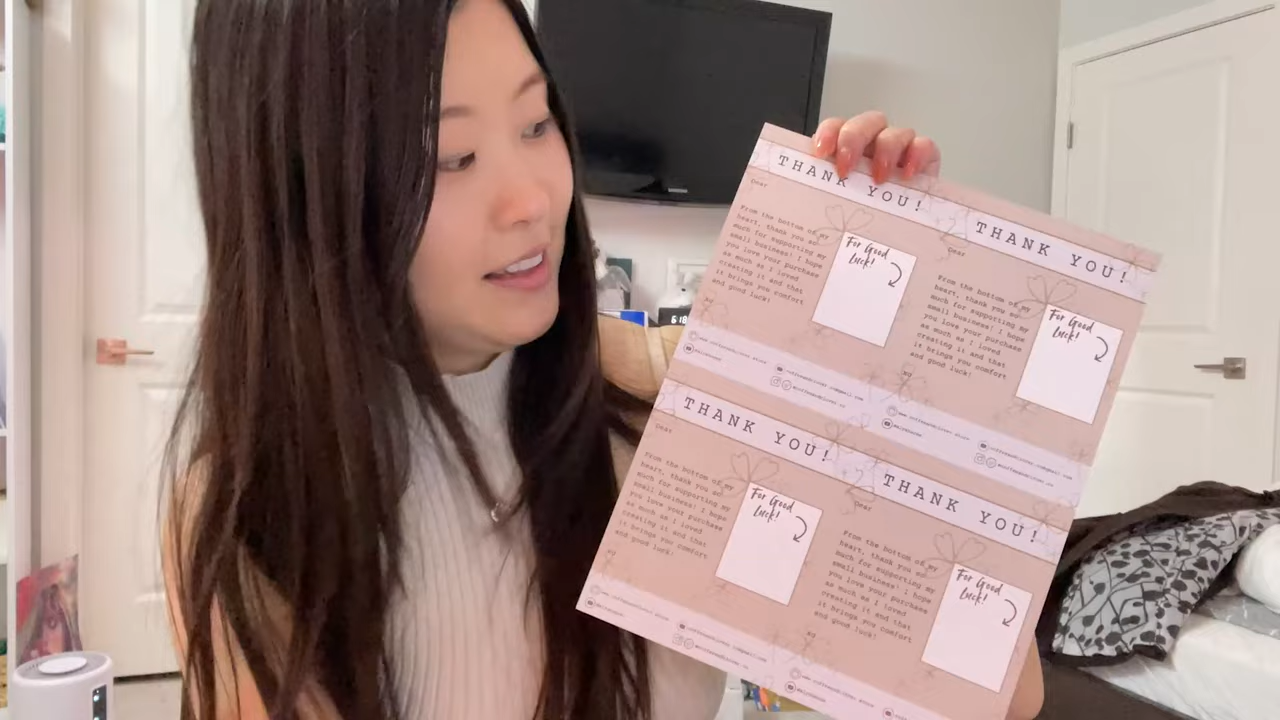 THANK YOU!
Dear
From the bottom of my
heart, thank you so
much for supporting my
small business! I hope
you love your purchase
as much as I loved
creating it and that
it brings you comfort
and good luck!
For Good
Luck!
THANK YOU!
Dear
From the bottom of my
heart, thank you so
much for supporting my
small business! I hope
you love your purchase
as much as I loved
creating it and that
it brings you comfort
and good luck!
xo
For Good
Luck!
THANK YOU!
Dear
From the bottom of my
heart, thank you so
much for supporting my
small business! I hope
you love your purchase
as much as I loved
creating it and that
it brings you comfort
and good luck!
For Good
Luck!
THANK YOU!
Dear
From the bottom of my
heart, thank you so
much for supporting my
small business! I hope
you love your purchase
as much as I loved
creating it and that
it brings you comfort
and good luck!
xo
For Good
Luck!